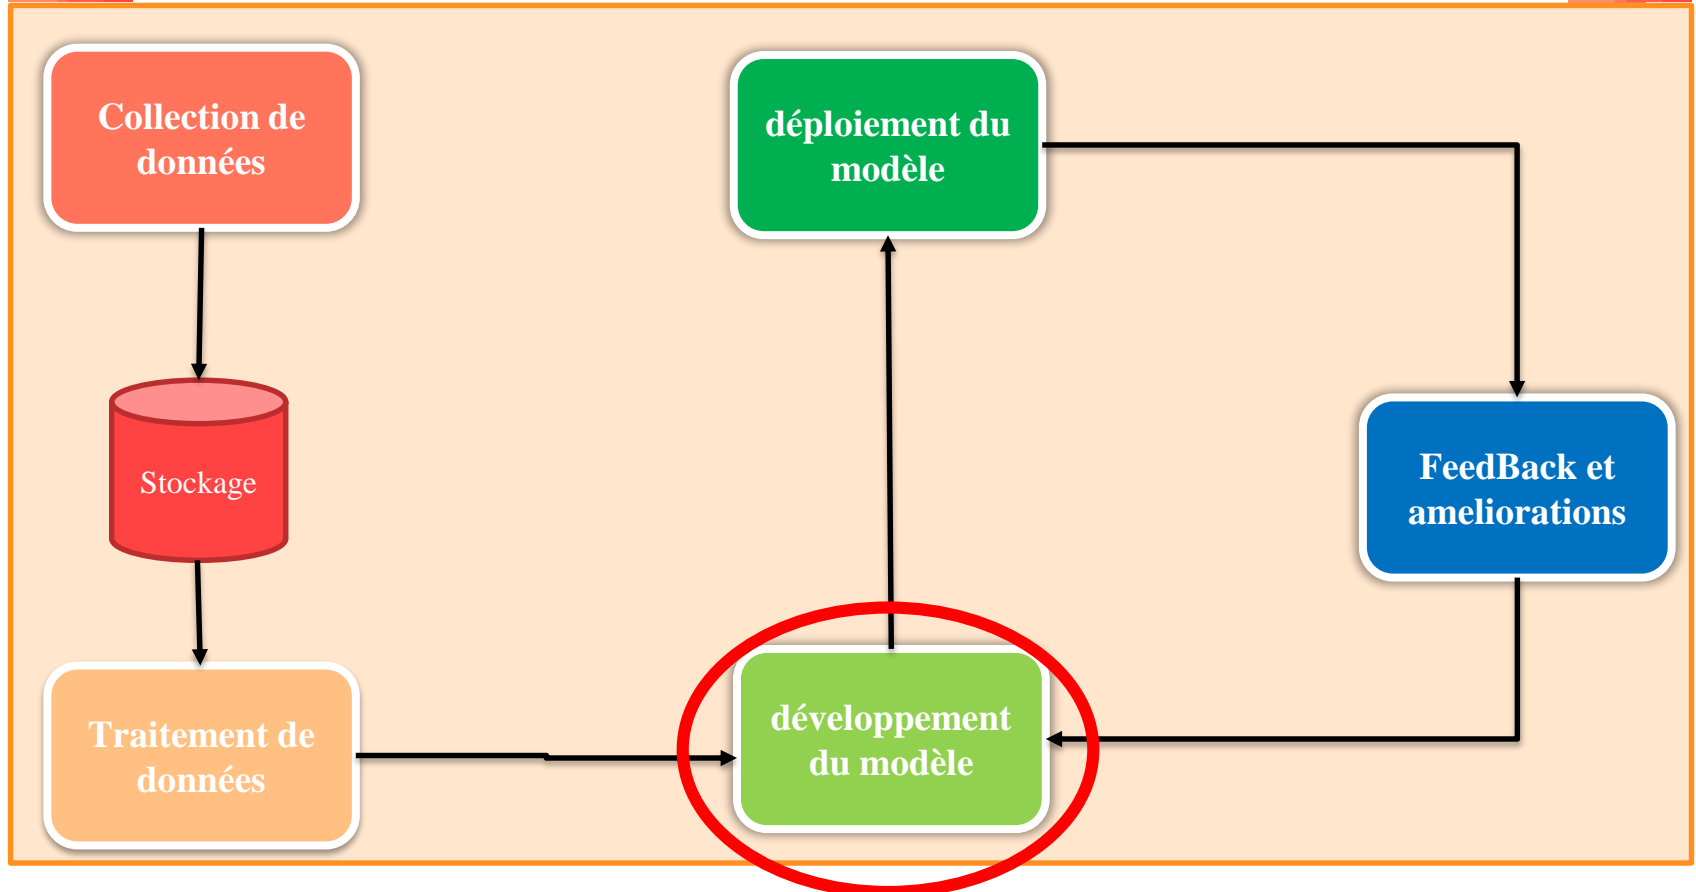 Collection de
données
déploiement du
modèle
Stockage
FeedBack et
ameliorations
Traitement de
données
développement
du modèle